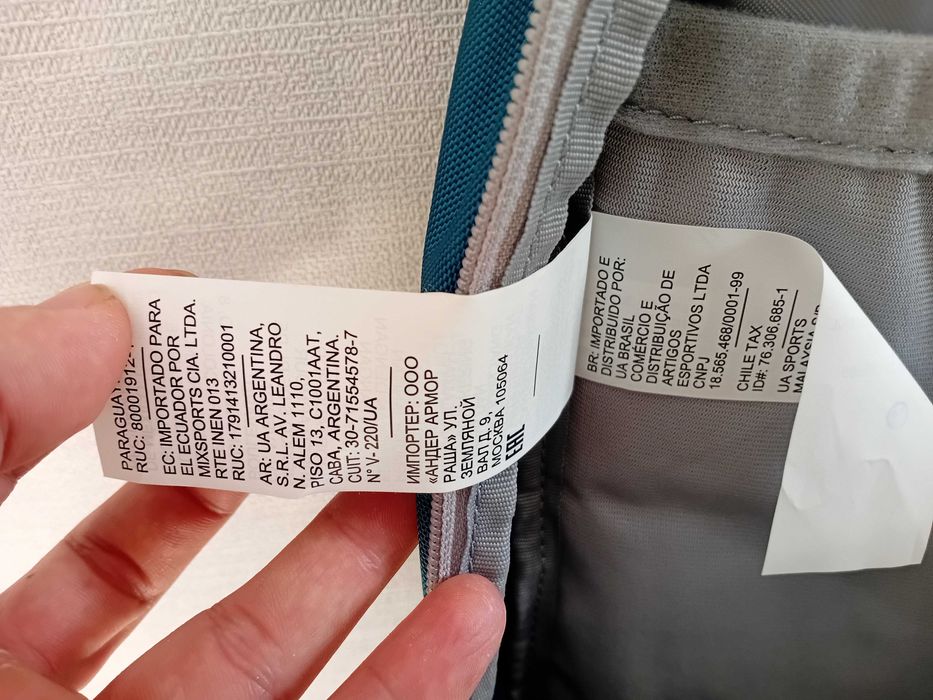 PARAGUAY
RUC: 80001912
EC: IMPORTADO PARA
EL ECUADOR POR
MIXSPORTS CIA. LTDA.
RTE INEN 013
RUC: 1791413210001
AR: UA ARGENTINA,
S.R.L. AV. LEANDRO
N. ALEM 1110,
PISO 13, C1001AAT,
CABA, ARGENTINA.
CUIT: 30-71554578-7
N° V- 220/UA
ИМПОРТЕР: ООО
«АНДЕР АРМОР
РАША» УЛ.
ЗЕМЛЯНОЙ
ВАЛ Д. 9,
МОСКВА 105064
EAC
BR: IMPORTADO E
DISTRIBUIDO POR:
UA BRASIL
COMÉRCIO E
DISTRIBUIÇÃO DE
ARTIGOS
ESPORTIVOS LTDA
CNPJ
18.565.468/0001-99
CHILE TAX
ID#: 76,306,685-1
UA SPORTS
MALAYSIA